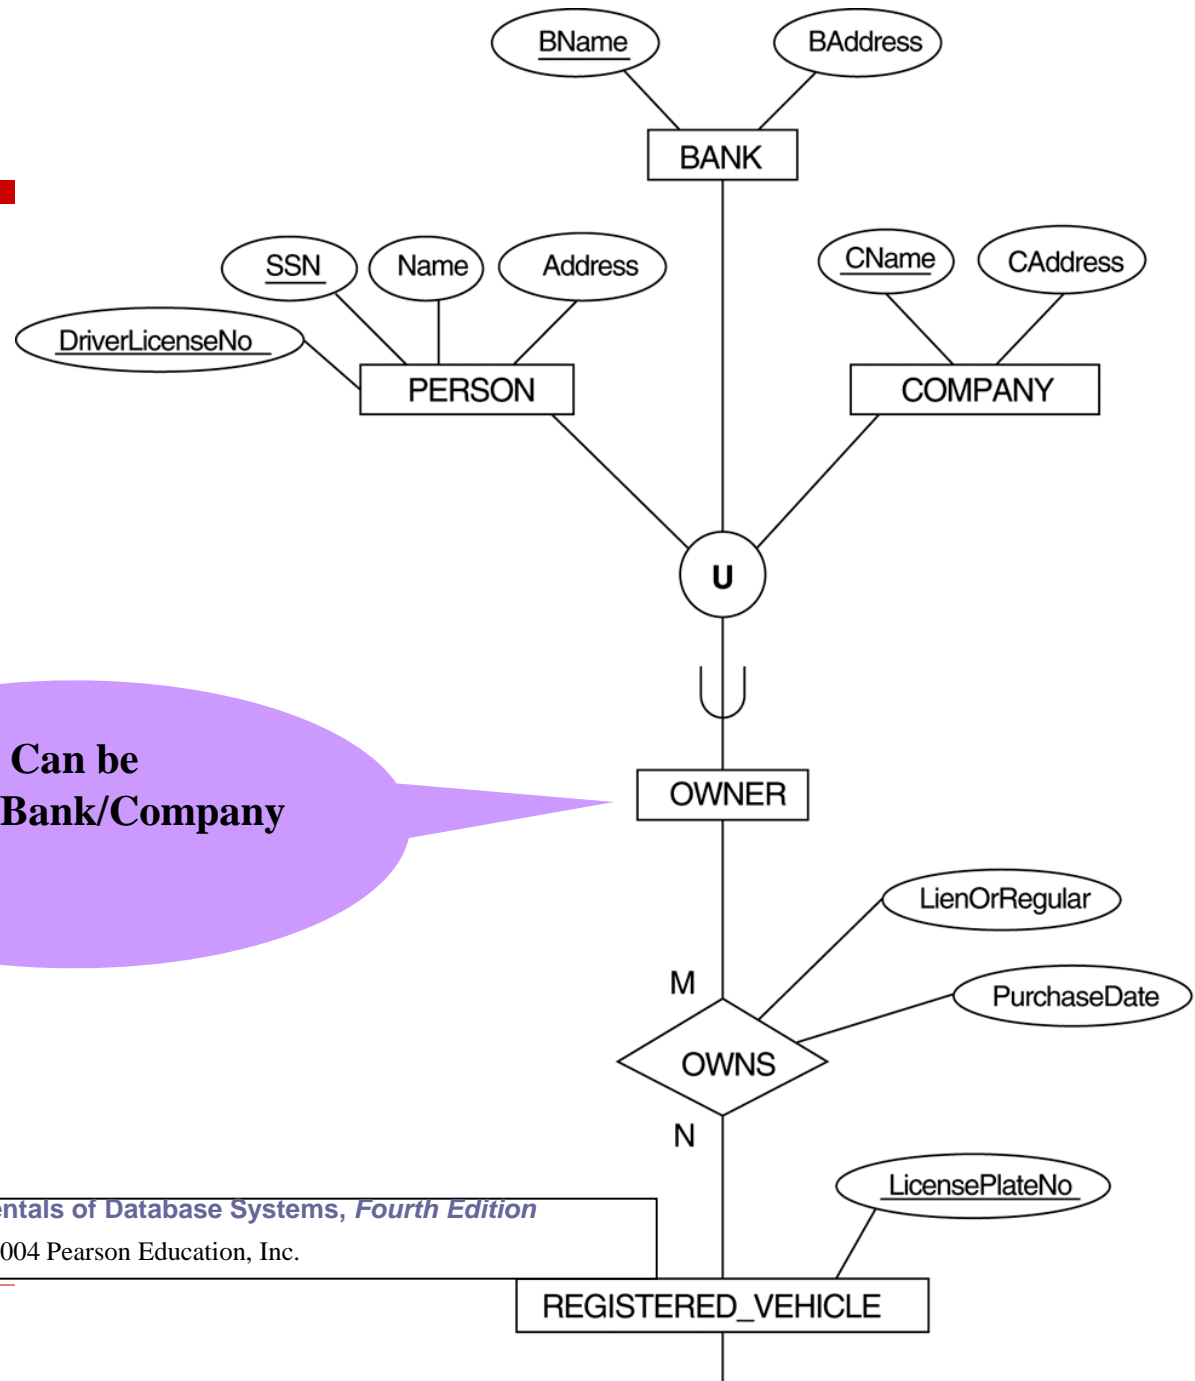 BName
BAddress
BANK
SSN
Name
Address
CName
CAddress
DriverLicenseNo
PERSON
COMPANY
U
Can be
Bank/Company
OWNER
LienOrRegular
M
PurchaseDate
OWNS
N
LicensePlateNo
entals of Database Systems, Fourth Edition
004 Pearson Education, Inc.
REGISTERED_VEHICLE